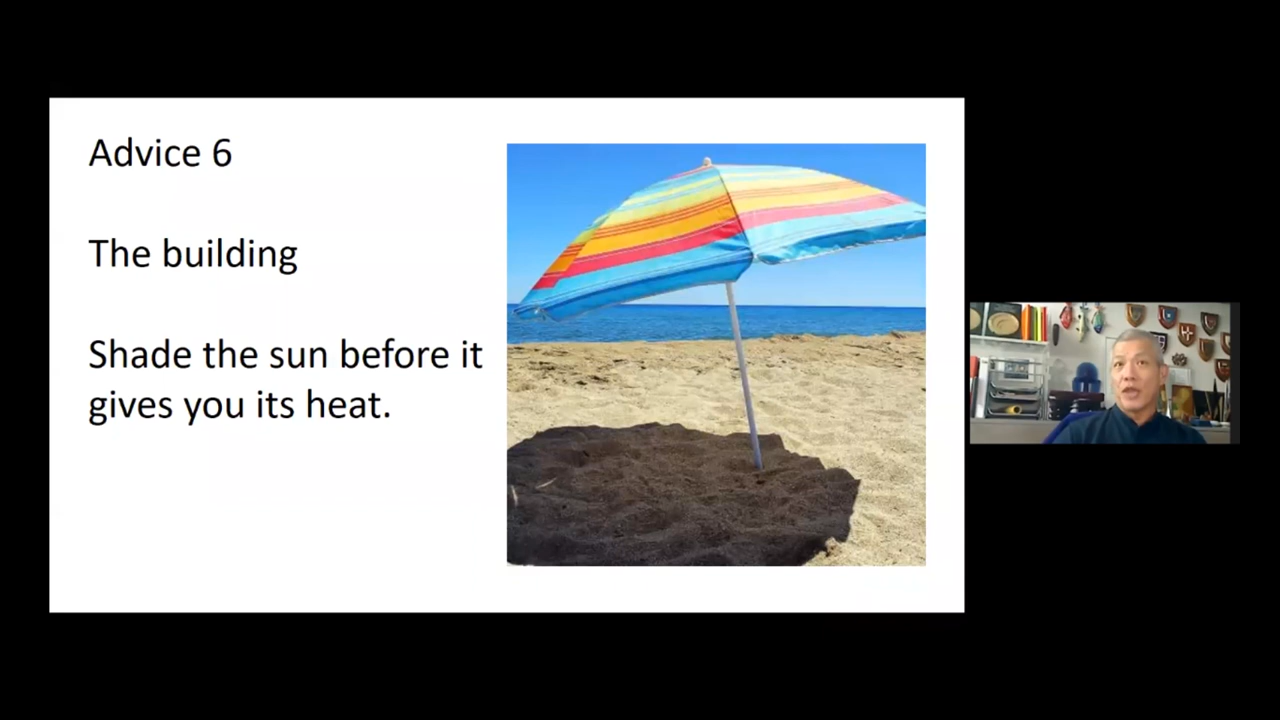 Advice 6
The building
Shade the sun before it
gives you its heat.